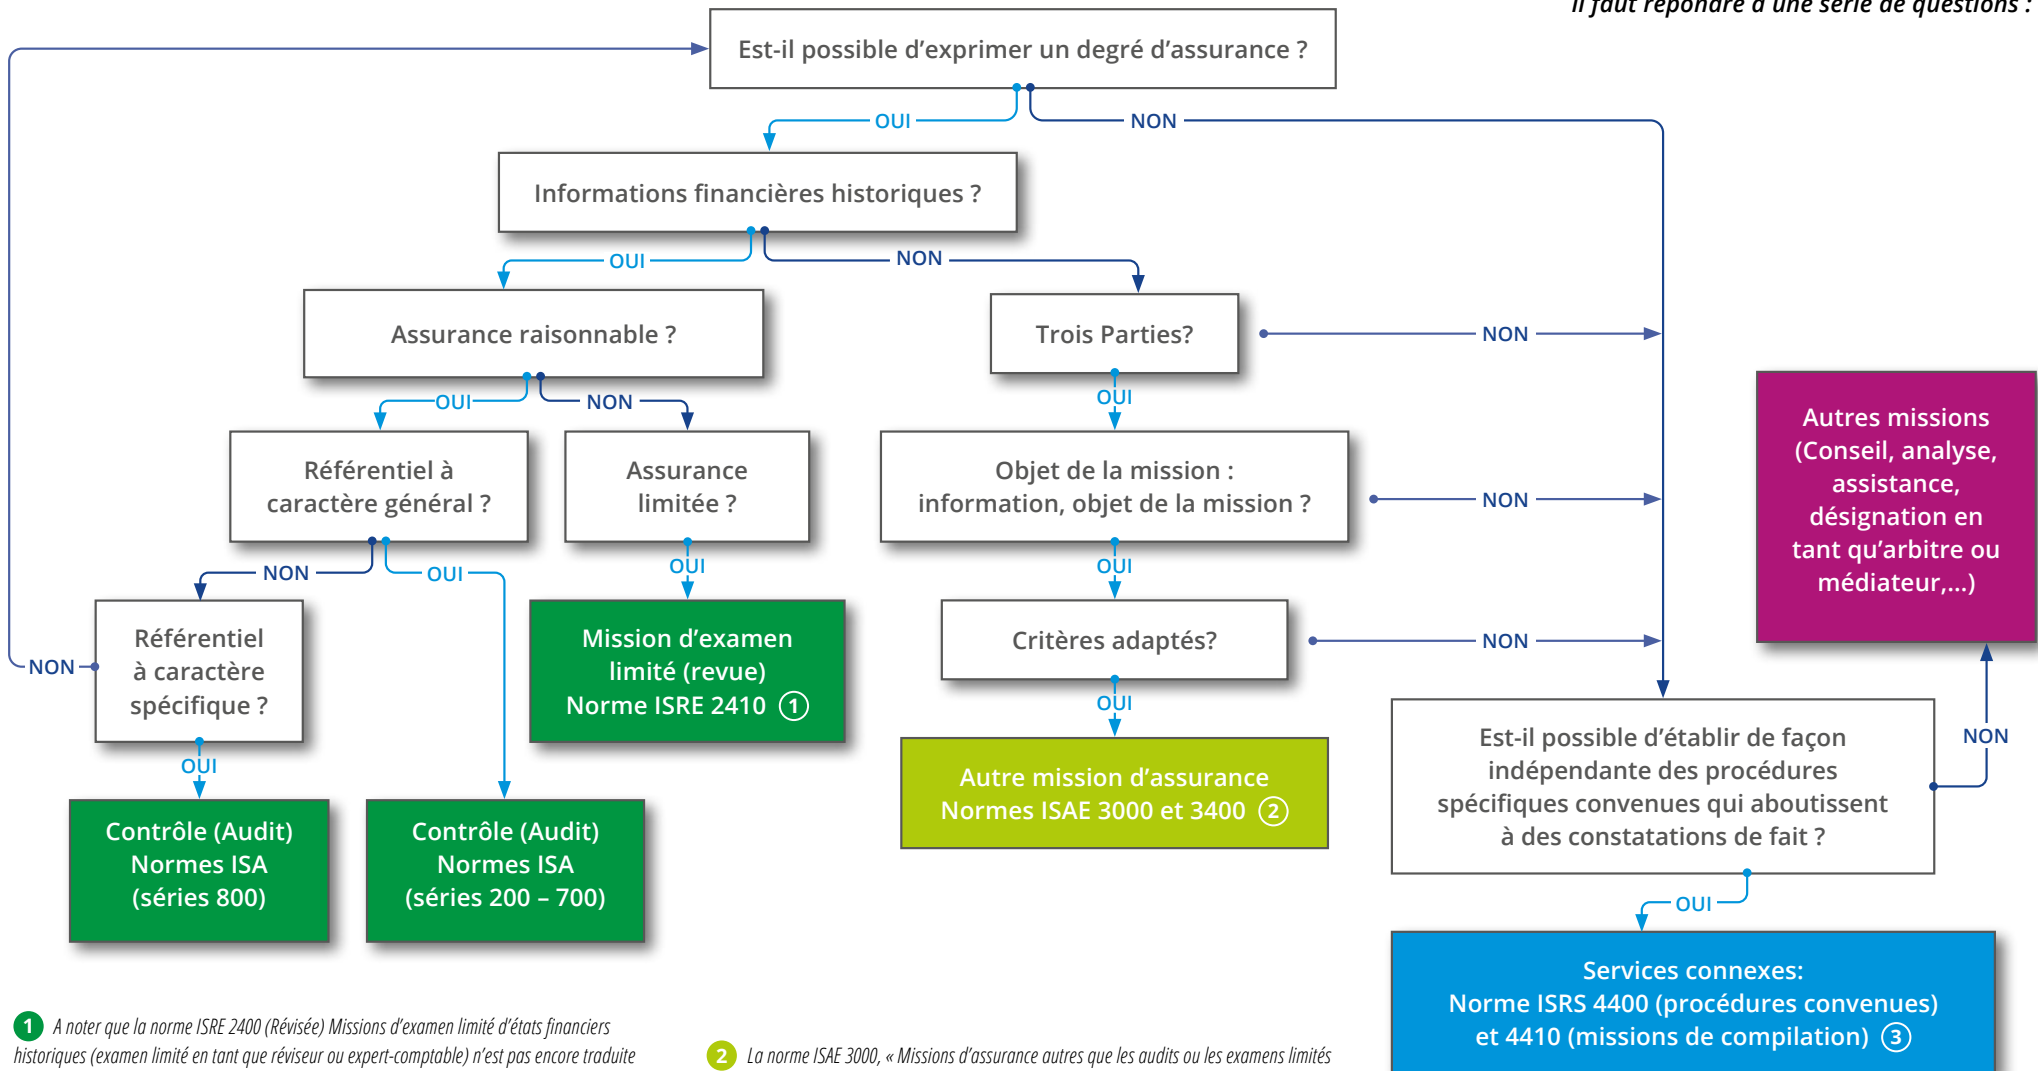 Il faut répondre à une série de questions :
Est-il possible d’exprimer un degré d’assurance ?
OUI
NON
Informations financières historiques ?
OUI
NON
Assurance raisonnable ?
Trois Parties?
NON
OUI
NON
OUI
Référentiel à
caractère général ?
Assurance
limitée ?
Objet de la mission :
information, objet de la mission ?
NON
Autres missions
(Conseil, analyse,
assistance,
désignation en
tant qu’arbitre ou
médiateur,...)
NON
OUI
OUI
OUI
NON
Référentiel
à caractère
spécifique ?
Mission d’examen
limité (revue)
Norme ISRE 2410 1
Critères adaptés?
NON
OUI
OUI
Est-il possible d’établir de façon
indépendante des procédures
spécifiques convenues qui aboutissent
à des constatations de fait ?
NON
Contrôle (Audit)
Normes ISA
(séries 800)
Contrôle (Audit)
Normes ISA
(séries 200 – 700)
Autre mission d’assurance
Normes ISAE 3000 et 3400 2
OUI
Services connexes:
Norme ISRS 4400 (procédures convenues)
et 4410 (missions de compilation) 3
1 A noter que la norme ISRE 2400 (Révisée) Missions d’examen limité d’états financiers
historiques (examen limité en tant que réviseur ou expert-comptable) n’est pas encore traduite
2 La norme ISAE 3000, « Missions d’assurance autres que les audits ou les examens limités